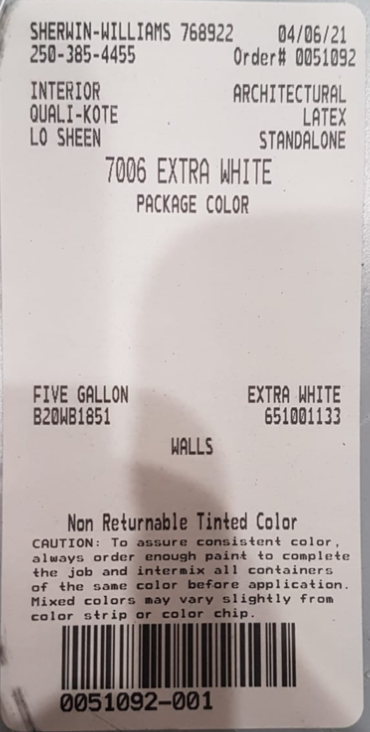 SHERWIN-WILLIAMS 768922 04/06/21
250-385-4455 Order# 0051092
INTERIOR ARCHITECTURAL
QUALI-KOTE LATEX
LO SHEEN STANDALONE
7006 EXTRA WHITE
PACKAGE COLOR
FIVE GALLON EXTRA WHITE
B20WB1851 651001133
WALLS
Non Returnable Tinted Color
CAUTION: To assure consistent color,
always order enough paint to complete
the job and intermix all containers
of the same color before application.
Mixed colors may vary slightly from
color strip or color chip.
0051092-001